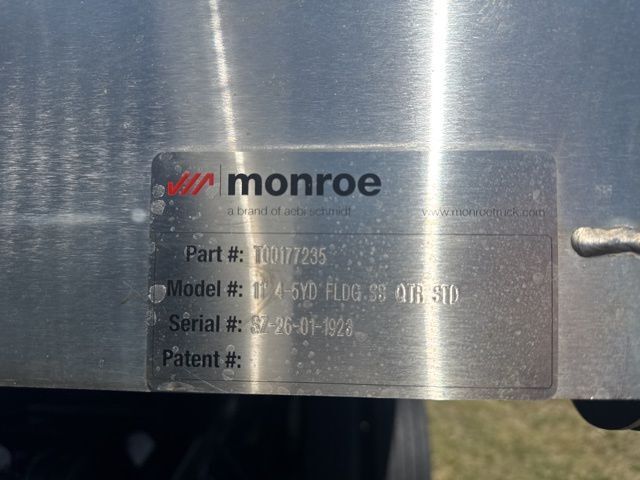 monroe
a brand of aebi schmidt
www.monroetruck.com
Part #: T00177235
Model #: 11' 4-5YD FLDG SS QTR STD
Serial #: SZ-26-01-1923
Patent #: